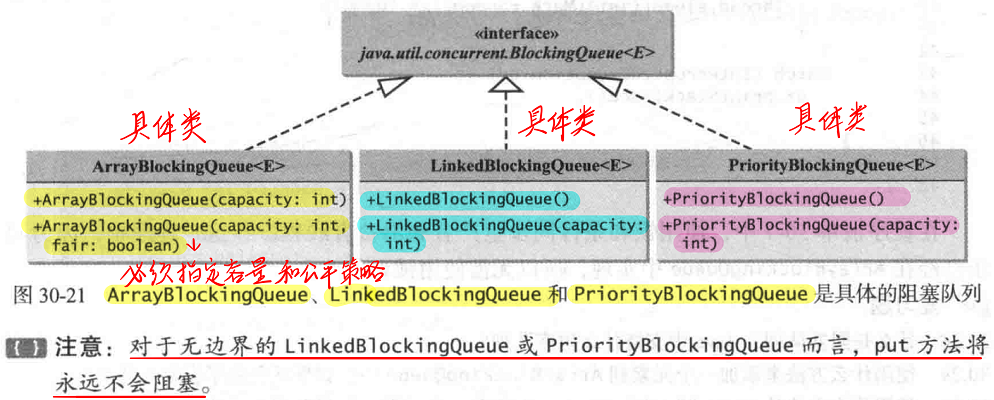 «interface»
java.util.concurrent.BlockingQueue<E>
具体类
具体类
具体类
ArrayBlockingQueue<E>
+ArrayBlockingQueue(capacity: int)
+ArrayBlockingQueue(capacity: int,
fair: boolean)
LinkedBlockingQueue<E>
+LinkedBlockingQueue()
+LinkedBlockingQueue(capacity:
int)
PriorityBlockingQueue<E>
+PriorityBlockingQueue()
+PriorityBlockingQueue(capacity:
int)
必须指定容量和公平策略
图 30-21 ArrayBlockingQueue、LinkedBlockingQueue 和 PriorityBlockingQueue 是具体的阻塞队列
注意：对于无边界的 LinkedBlockingQueue 或 PriorityBlockingQueue 而言，put 方法将
永远不会阻塞。